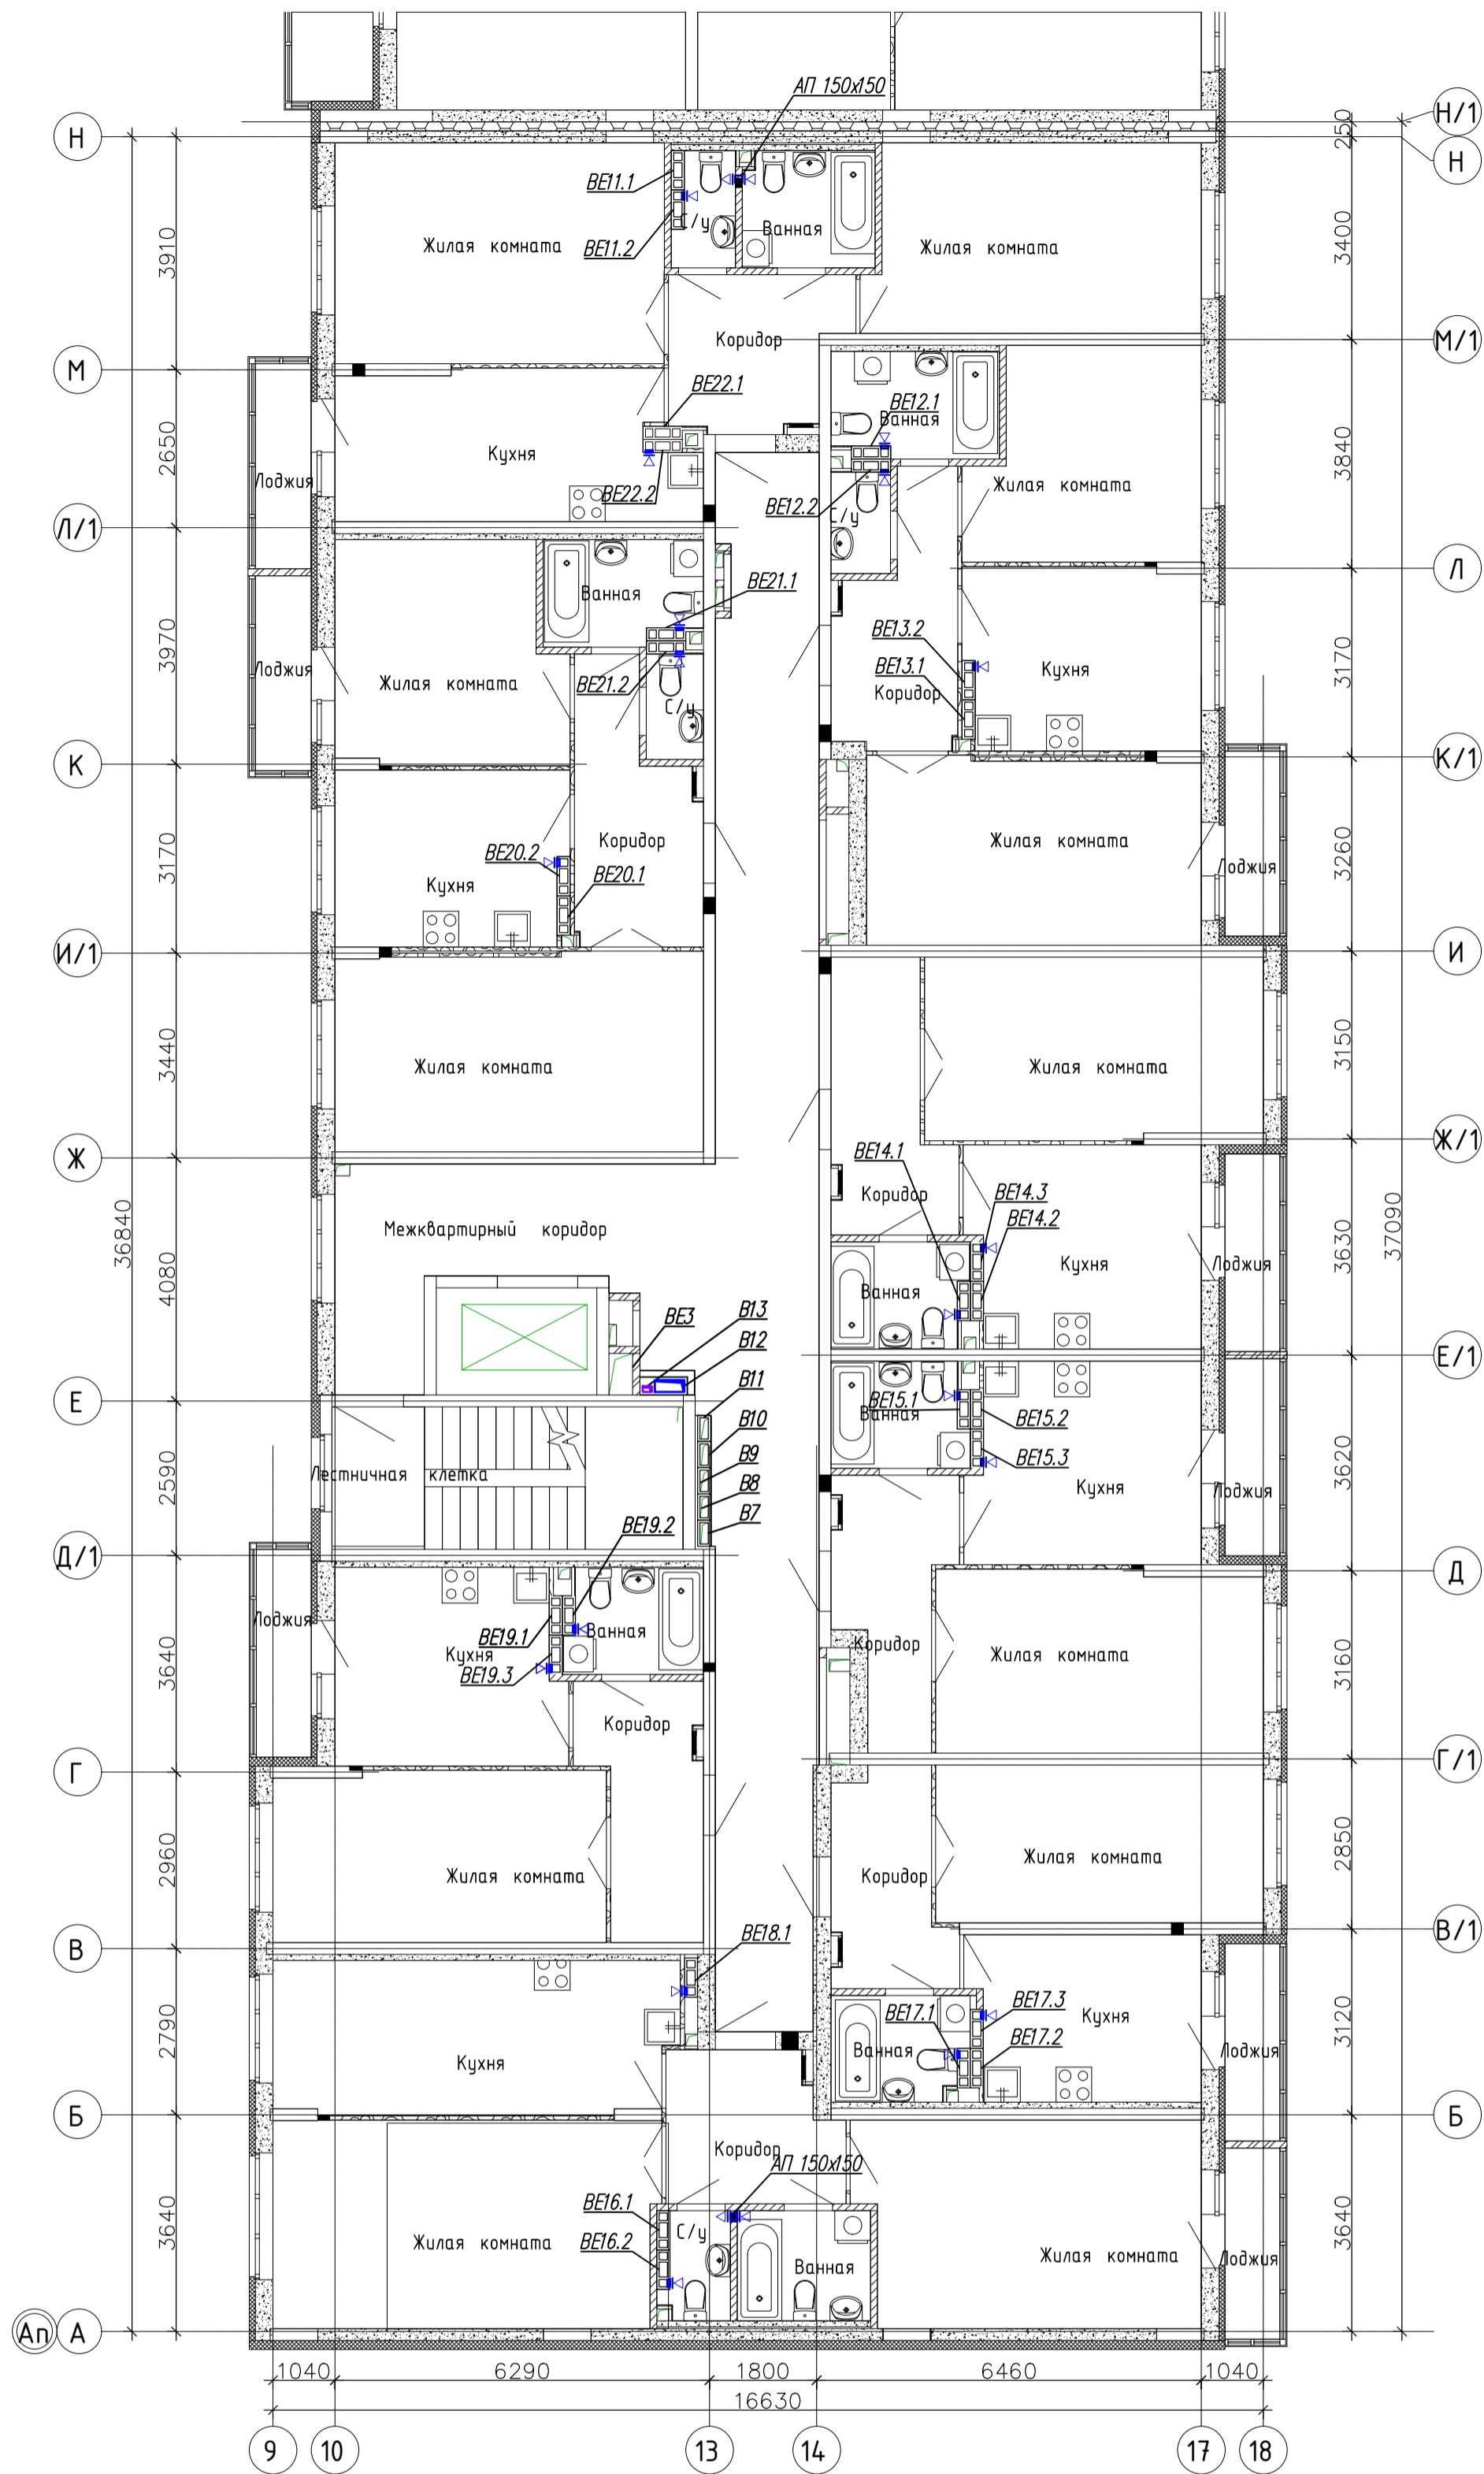 АП 150х150
Н/1
Н
250
Н
ВЕ11.1
С/у
Ванная
Жилая комната
ВЕ11.2
Жилая комната
3910
3400
Коридор
М/1
М
ВЕ22.1
ВЕ12.1
Ванная
2650
Кухня
3840
Лоджия
ВЕ22.2
ВЕ12.2
С/у
Жилая комната
Л/1
Л
ВЕ21.1
Ванная
ВЕ13.2
3970
Лоджия
Жилая комната
ВЕ21.2
ВЕ13.1
Кухня
3170
С/у
Коридор
К
К/1
3170
ВЕ20.2
Коридор
Жилая комната
3260
ВЕ20.1
Кухня
Лоджия
И/1
И
3440
Жилая комната
Жилая комната
3150
Ж
Ж/1
ВЕ14.1
36840
Коридор
ВЕ14.3
37090
Межквартирный коридор
ВЕ14.2
4080
Кухня
Лоджия
3630
Ванная
ВЕ3
В13
В12
Е/1
Е
В11
ВЕ15.1
Ванная
ВЕ15.2
В10
2590
Лестничная клетка
В9
ВЕ15.3
3620
В8
Кухня
Лоджия
В7
ВЕ19.2
Д/1
Д
Лоджия
ВЕ19.1
Ванная
Коридор
3640
Кухня
Жилая комната
3160
ВЕ19.3
Коридор
Г
Г/1
2960
Жилая комната
Коридор
Жилая комната
2850
В
ВЕ18.1
В/1
2790
ВЕ17.1
ВЕ17.3
3120
Кухня
Ванная
ВЕ17.2
Кухня
Лоджия
Б
Б
Коридор
АП 150х150
3640
ВЕ16.1
С/у
3640
Жилая комната
ВЕ16.2
Ванная
Жилая комната
Лоджия
Ап
А
1040
6290
1800
6460
1040
16630
9
10
13
14
17
18